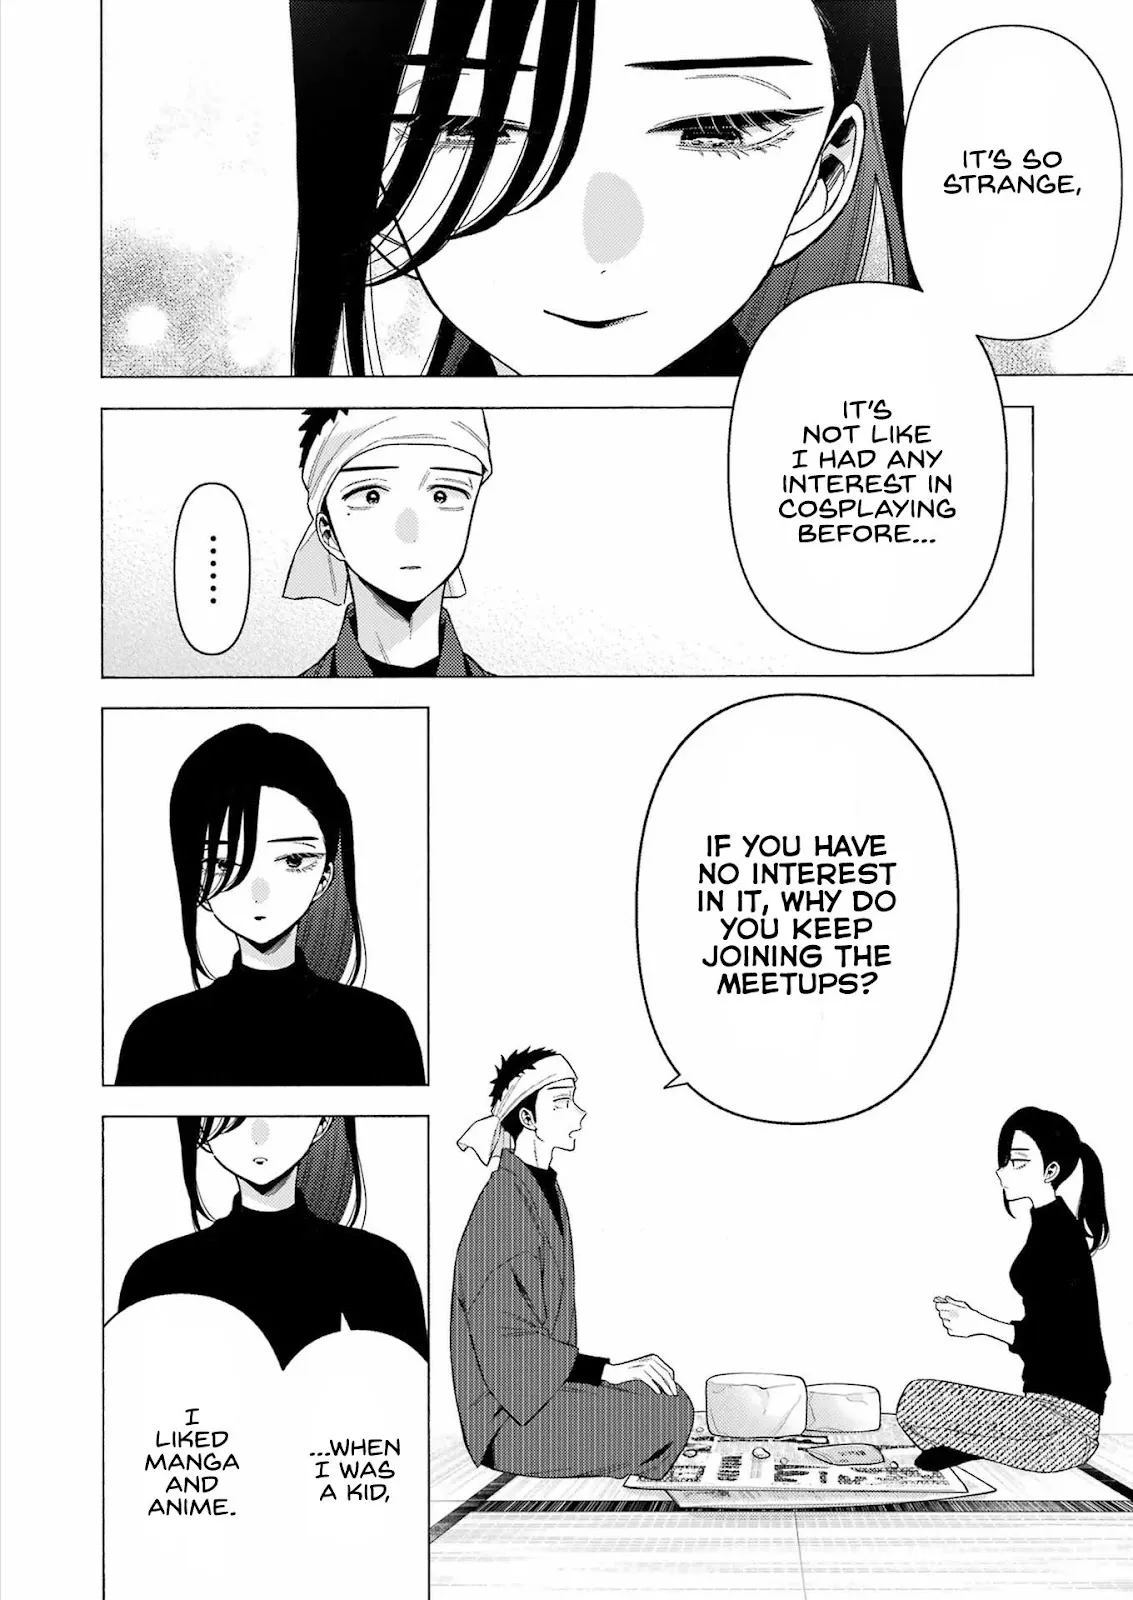 IT'S SO
STRANGE,
IT'S
NOT LIKE
I HAD ANY
INTEREST IN
COSPLAYING
BEFORE...
......
IF YOU HAVE
NO INTEREST
IN IT, WHY DO
YOU KEEP
JOINING THE
MEETUPS?
...WHEN
I WAS
A KID,
I
LIKED
MANGA
AND
ANIME.